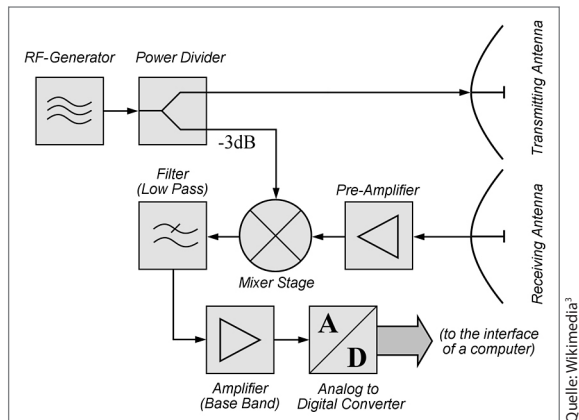 RF-Generator
Power Divider
Transmitting Antenna
-3dB
Filter
(Low Pass)
Pre-Amplifier
Receiving Antenna
Mixer Stage
A
D
(to the interface
of a computer)
Amplifier
(Base Band)
Analog to
Digital Converter
Quelle: Wikimedia³